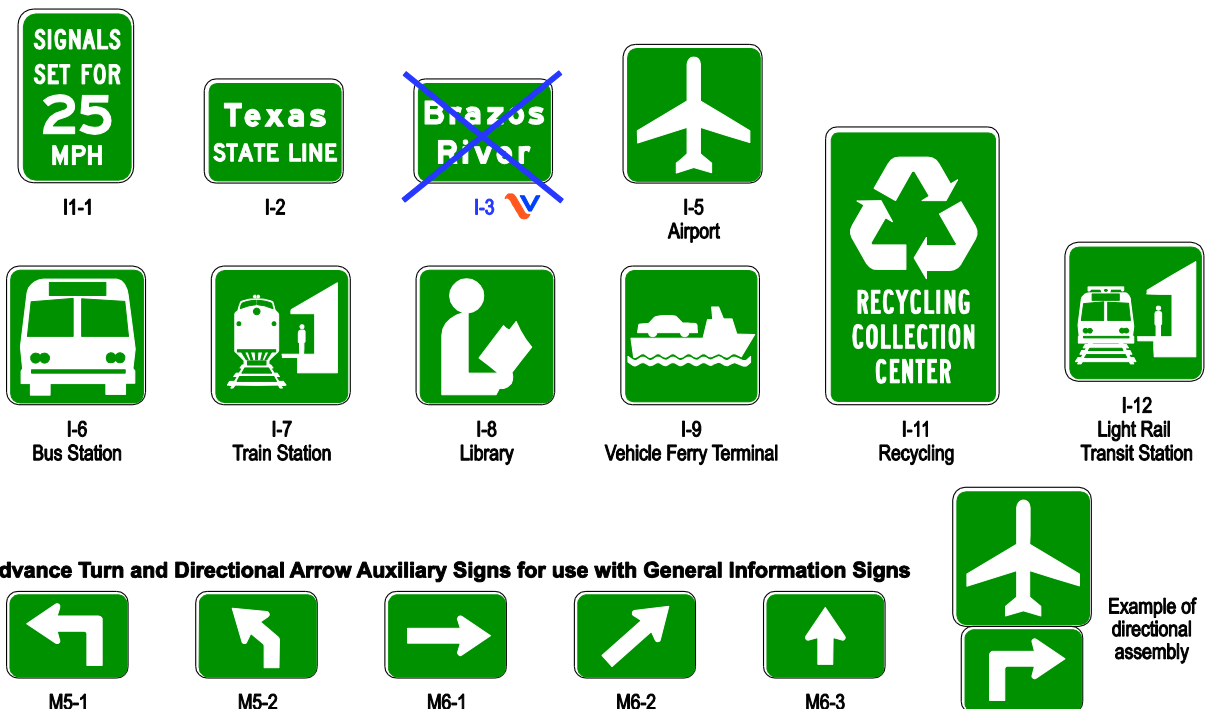 SIGNALS
SET FOR
25
MPH
I1-1
Texas
STATE LINE
I-2
Brazos
River
I-3
I-5
Airport
RECYCLING
COLLECTION
CENTER
I-6
Bus Station
I-7
Train Station
I-8
Library
I-9
Vehicle Ferry Terminal
I-11
Recycling
I-12
Light Rail
Transit Station
dvance Turn and Directional Arrow Auxiliary Signs for use with General Information Signs
M5-1
M5-2
M6-1
M6-2
M6-3
Example of
directional
assembly